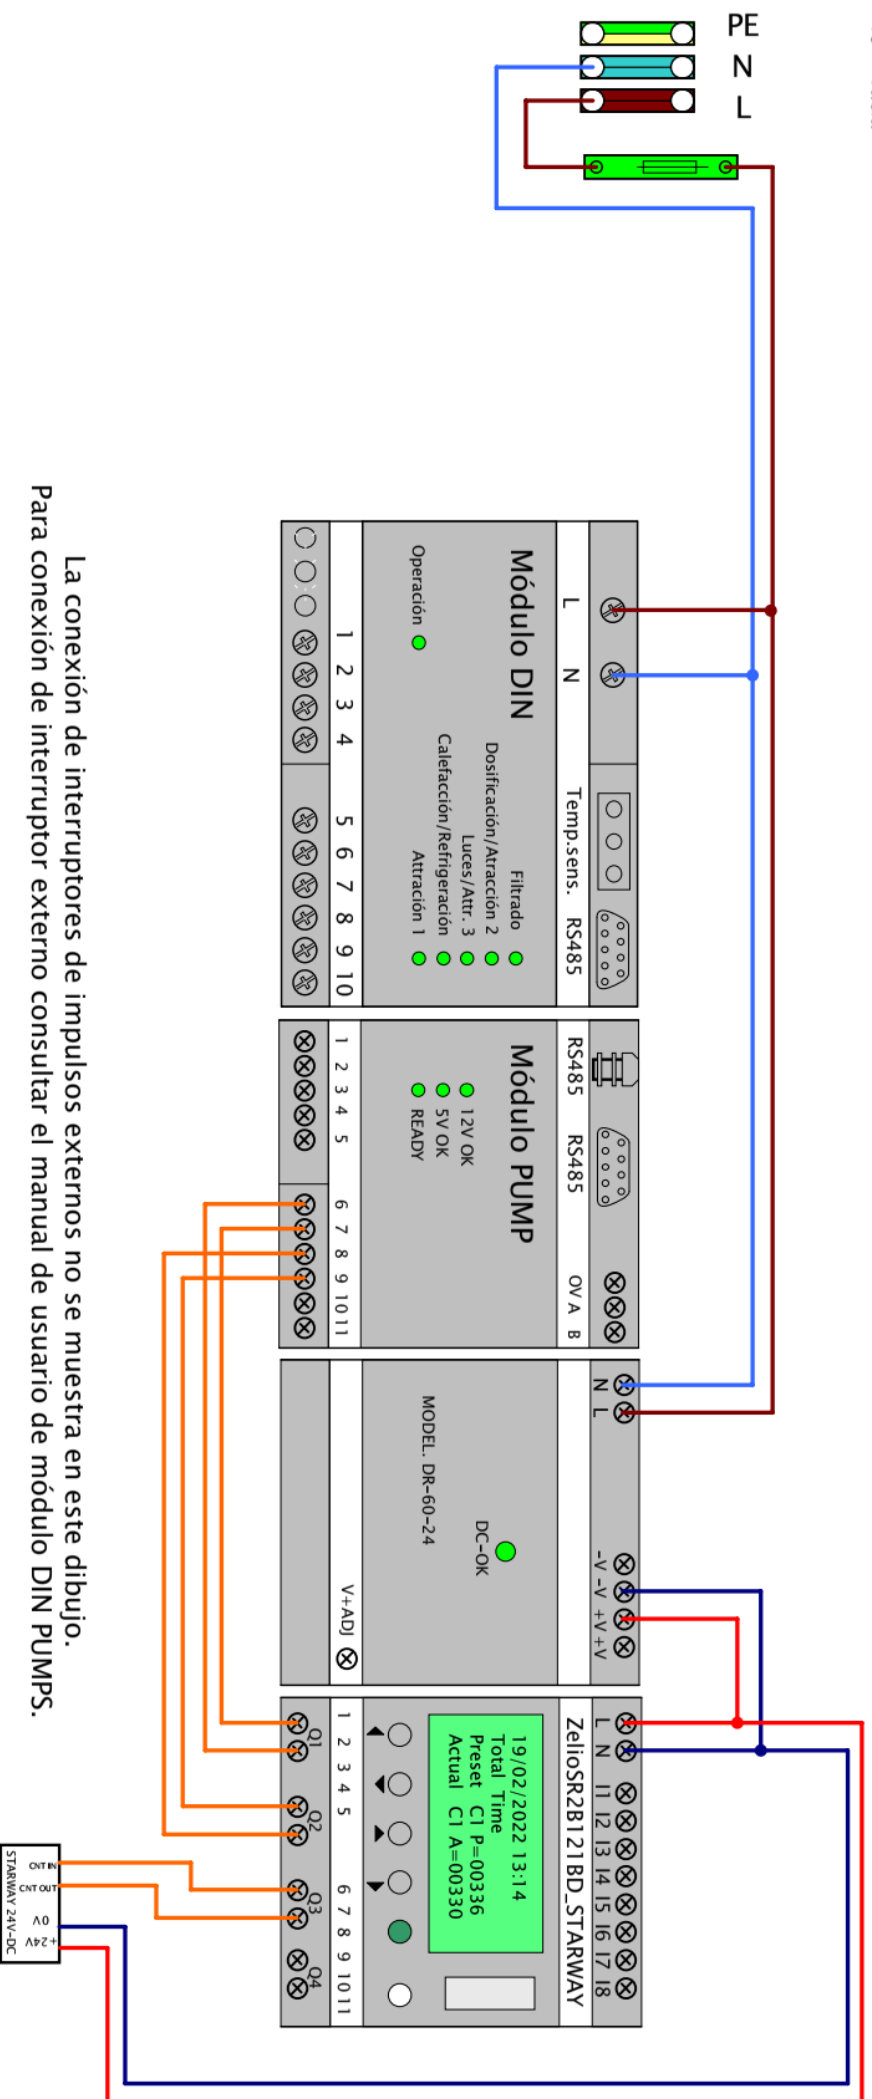 PE
N
L
Módulo DIN
L
N
Temp.sens.
RS485
Operación
Filtrado
Dosificación/Atracción 2
Luces/Attr. 3
Calefacción/Refrigeración
Attración 1
1 2 3 4 5 6 7 8 9 10
Módulo PUMP
RS485
RS485
OV A B
12V OK
5V OK
READY
1 2 3 4 5 6 7 8 9 10 11
N L
-V -V +V +V
DC-OK
MODEL. DR-60-24
V+ADJ
L N I1 I2 I3 I4 I5 I6 I7 I8
ZelioSR2B121BD_STARWAY
19/02/2022 13:14
Total Time
Preset C1 P=00336
Actual C1 A=00330
1 2 3 4 5 6 7 8 9 10 11
Q1 Q2 Q3 Q4
CNT IN
CNT OUT
0V
+24V
STARWAY 24V-DC
La conexión de interruptores de impulsos externos no se muestra en este dibujo.
Para conexión de interruptor externo consultar el manual de usuario de módulo DIN PUMPS.